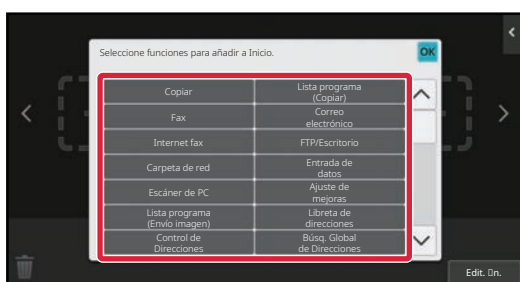 Seleccione funciones para añadir a Inicio.
OK
Copiar
Lista programa
(Copiar)
Fax
Correo
electrónico
Internet fax
FTP/Escritorio
Carpeta de red
Entrada de
datos
Escáner de PC
Ajuste de
mejoras
Lista programa
(Envío imagen)
Libreta de
direcciones
Control de
Direcciones
Búsq. Global
de Direcciones
Edit. ▯n.